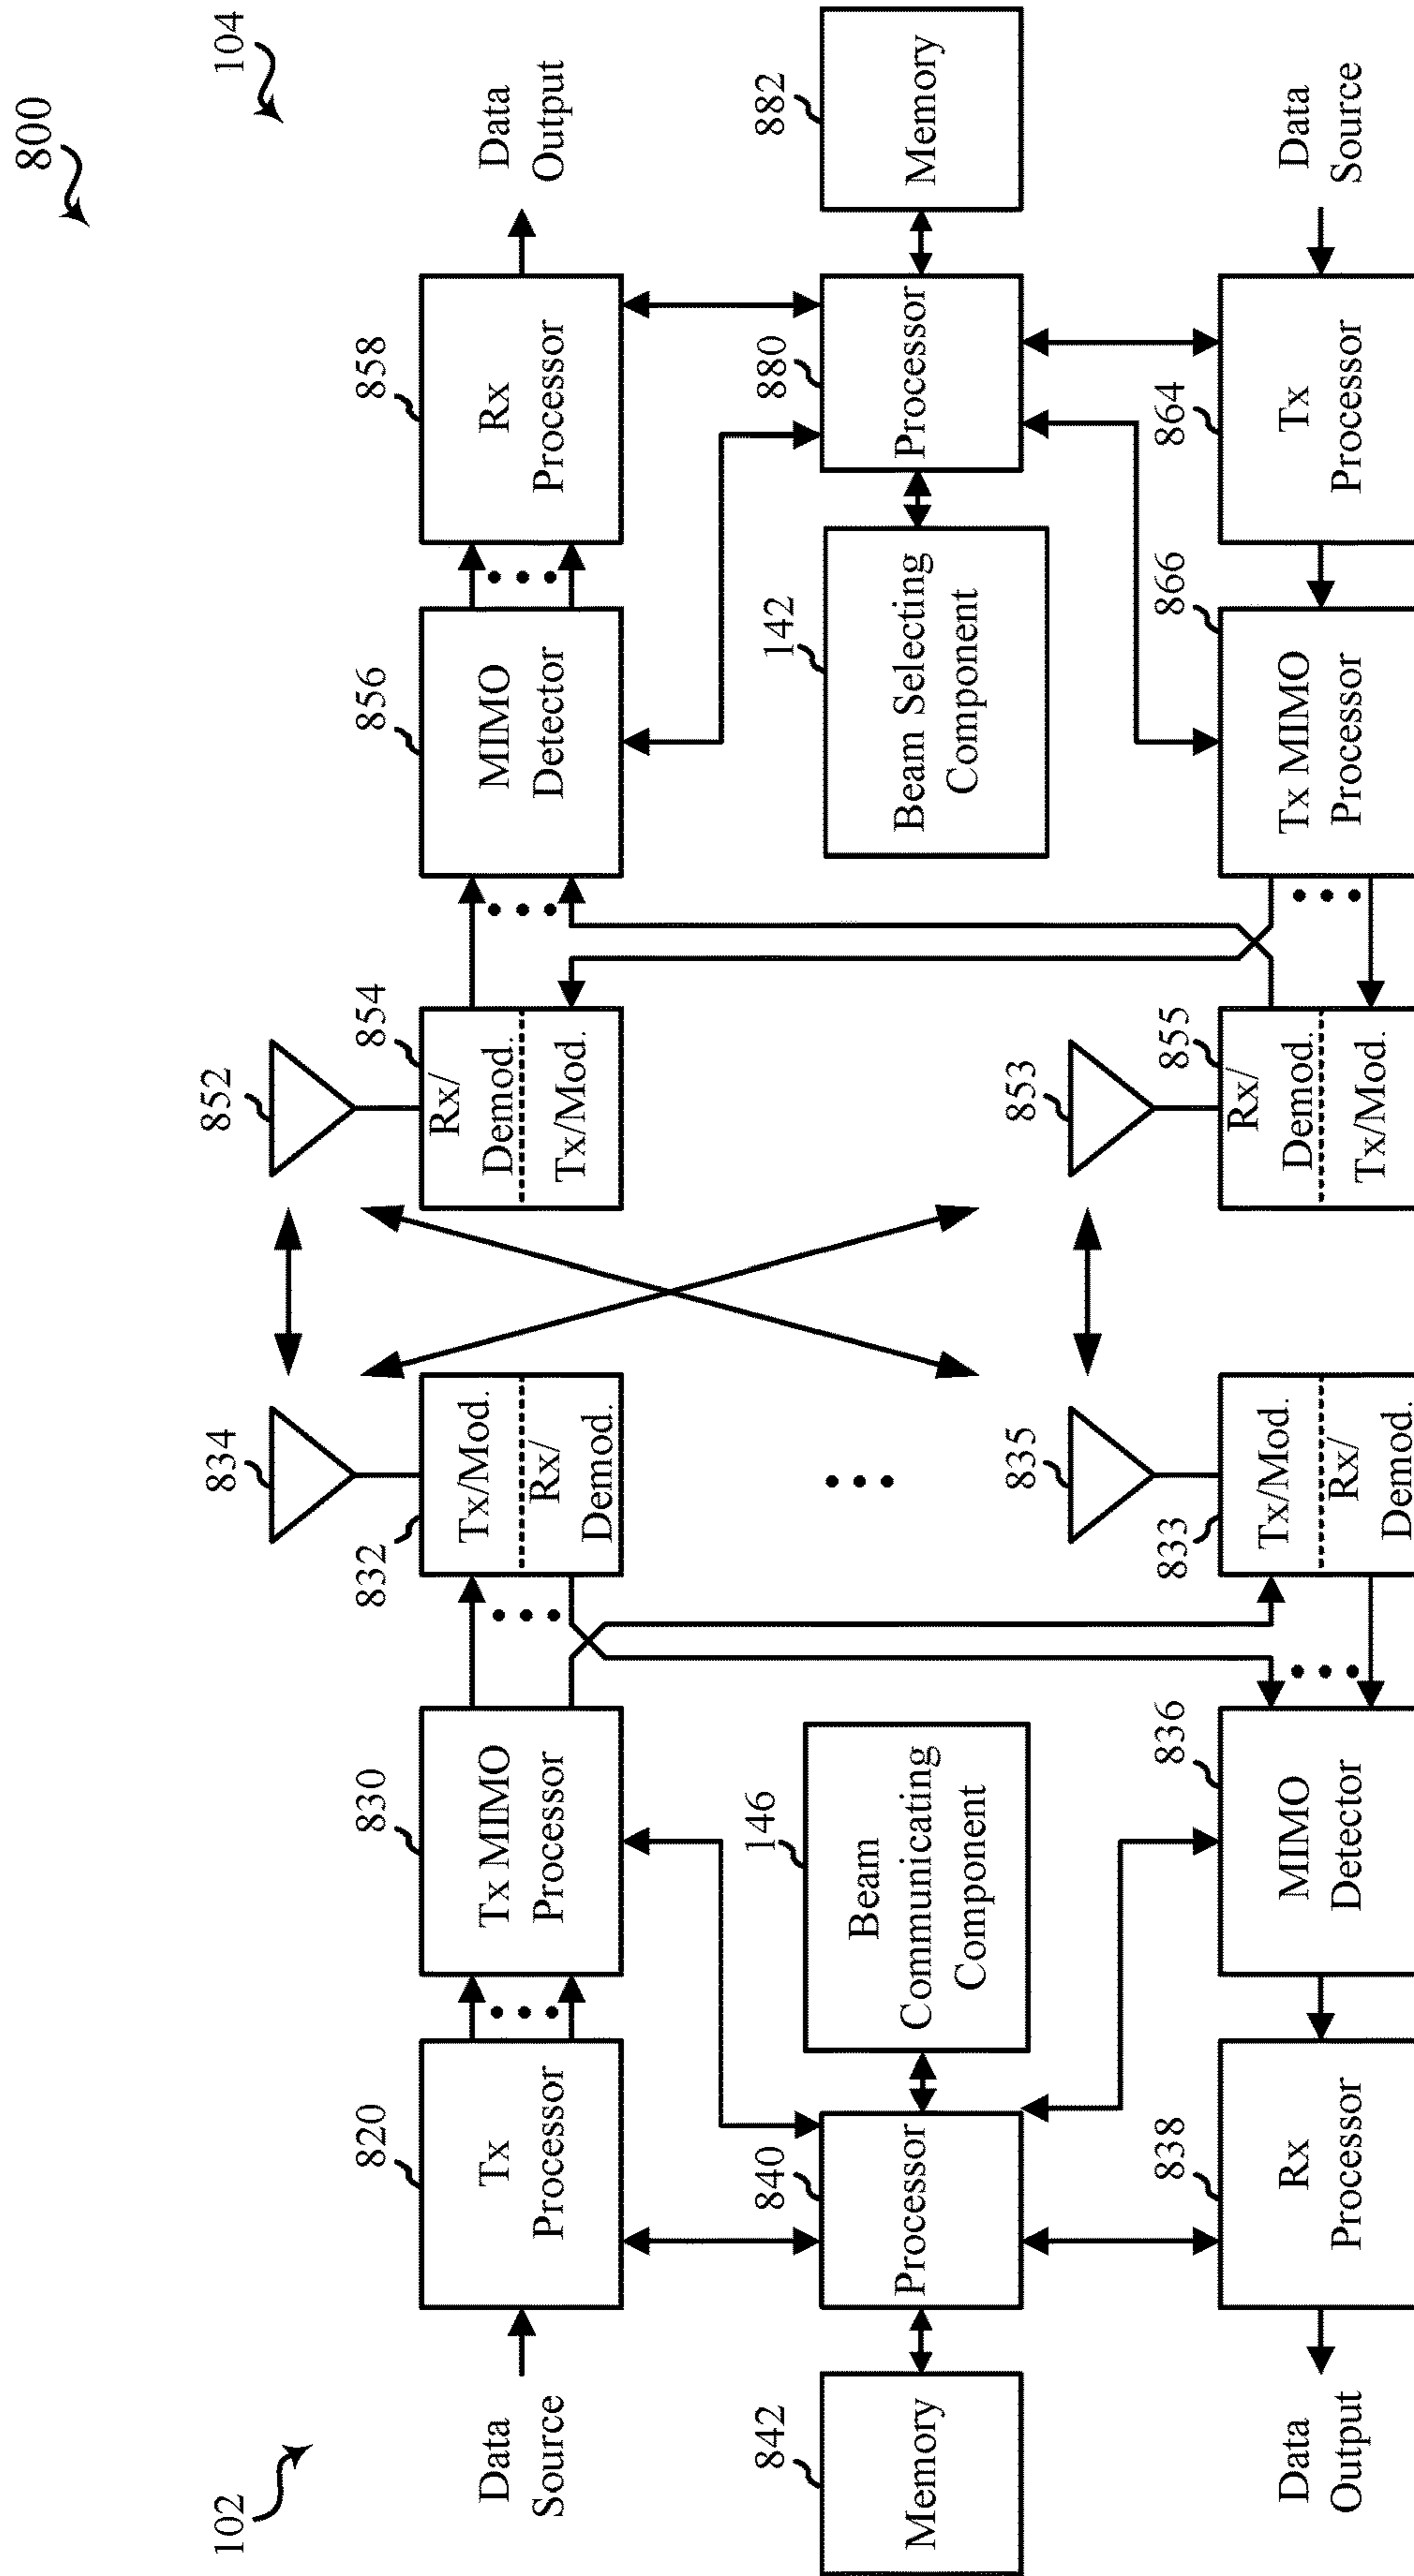 800
102
104
834
852
820
830
832
854
856
858
Data
Source
Tx
Processor
Tx MIMO
Processor
Tx/Mod.
Rx/
Demod.
Rx/
Demod.
Tx/Mod.
MIMO
Detector
Rx
Processor
Data
Output
842
840
146
142
880
882
Memory
Processor
Beam
Communicating
Component
Beam Selecting
Component
Processor
Memory
835
853
838
836
833
855
866
864
Data
Output
Rx
Processor
MIMO
Detector
Tx/Mod.
Rx/
Demod.
Rx/
Demod.
Tx/Mod.
Tx MIMO
Processor
Tx
Processor
Data
Source